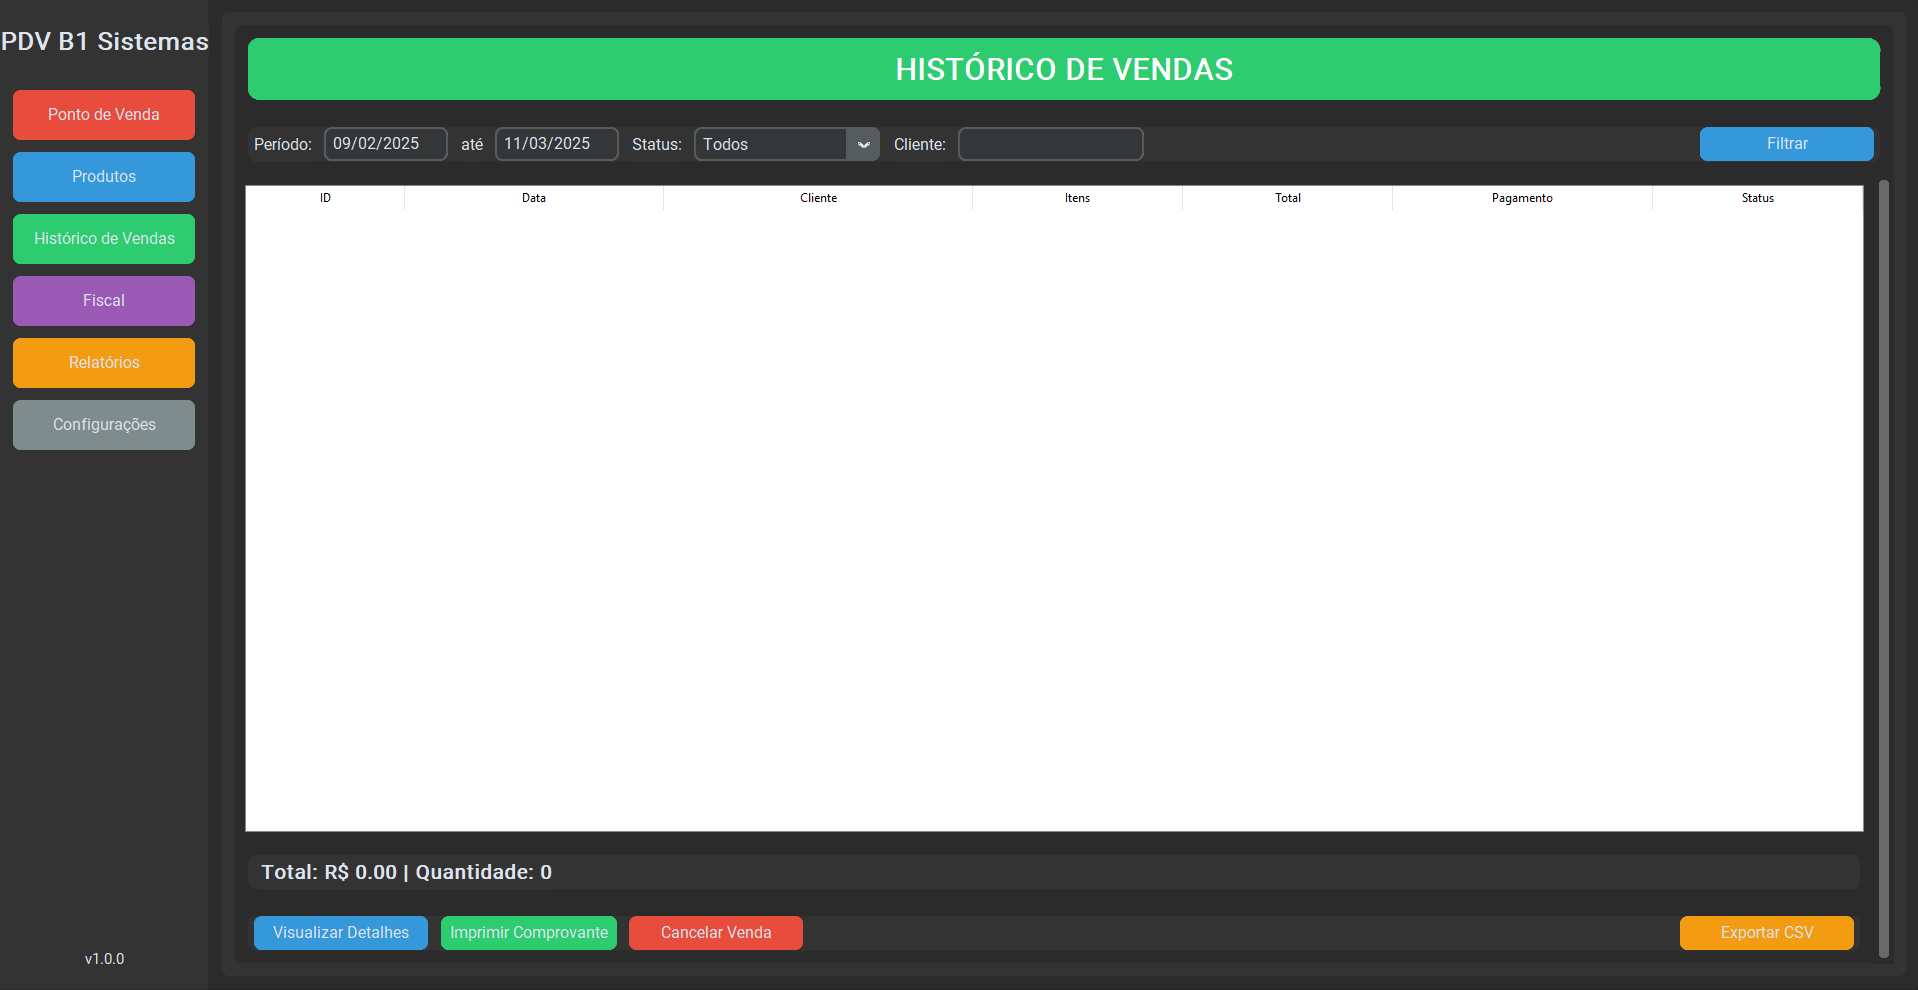 PDV B1 Sistemas
Ponto de Venda
Produtos
Histórico de Vendas
Fiscal
Relatórios
Configurações
v1.0.0
HISTÓRICO DE VENDAS
Período: 09/02/2025 até 11/03/2025 Status: Todos Cliente: Filtrar
ID Data Cliente Itens Total Pagamento Status
Total: R$ 0.00 | Quantidade: 0
Visualizar Detalhes Imprimir Comprovante Cancelar Venda Exportar CSV